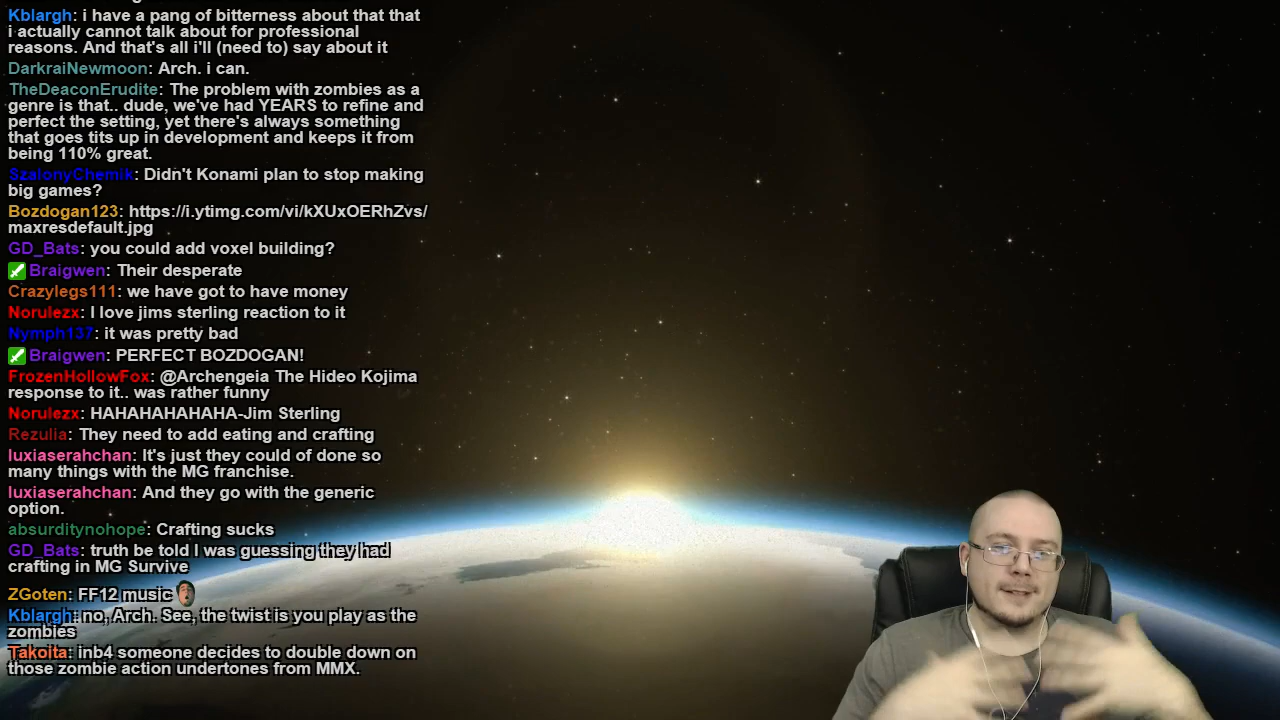 Kblargh: i have a pang of bitterness about that that
i actually cannot talk about for professional
reasons. And that's all i'll (need to) say about it
DarkraiNewmoon: Arch. i can.
TheDeaconErudite: The problem with zombies as a
genre is that.. dude, we've had YEARS to refine and
perfect the setting, yet there's always something
that goes tits up in development and keeps it from
being 110% great.
SzalonyChemik: Didn't Konami plan to stop making
big games?
Bozdogan123: https://i.ytimg.com/vi/kXUxOERhZvs/
maxresdefault.jpg
GD_Bats: you could add voxel building?
Braigwen: Their desperate
Crazylegs111: we have got to have money
Norulezx: I love jims sterling reaction to it
Nymph137: it was pretty bad
Braigwen: PERFECT BOZDOGAN!
FrozenHollowFox: @Archengeia The Hideo Kojima
response to it.. was rather funny
Norulezx: HAHAHAHAHAHA-Jim Sterling
Rezulia: They need to add eating and crafting
luxiaserahchan: It's just they could of done so
many things with the MG franchise.
luxiaserahchan: And they go with the generic
option.
absurditynohope: Crafting sucks
GD_Bats: truth be told I was guessing they had
crafting in MG Survive
ZGoten: FF12 music
Kblargh: no, Arch. See, the twist is you play as the
zombies
Takoita: inb4 someone decides to double down on
those zombie action undertones from MMX.